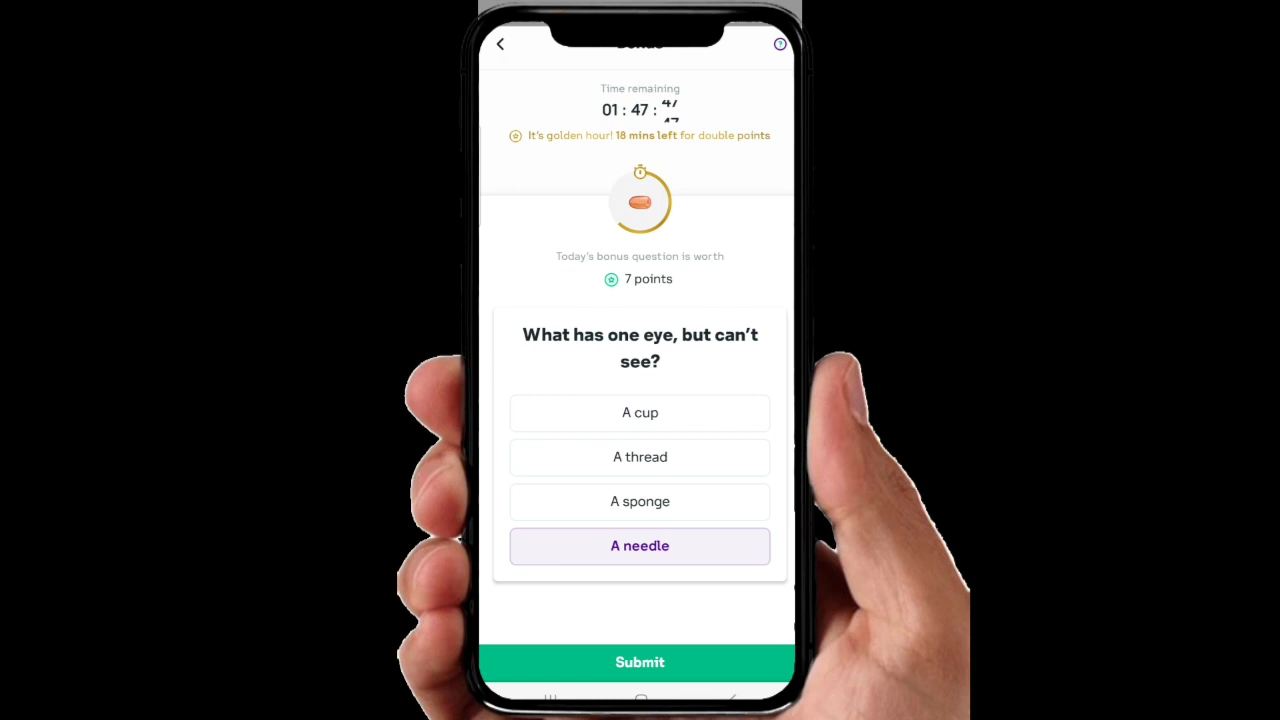 Time remaining
01 : 47 :
It's golden hour! 18 mins left for double points
Today's bonus question is worth
7 points
What has one eye, but can't
see?
A cup
A thread
A sponge
A needle
Submit